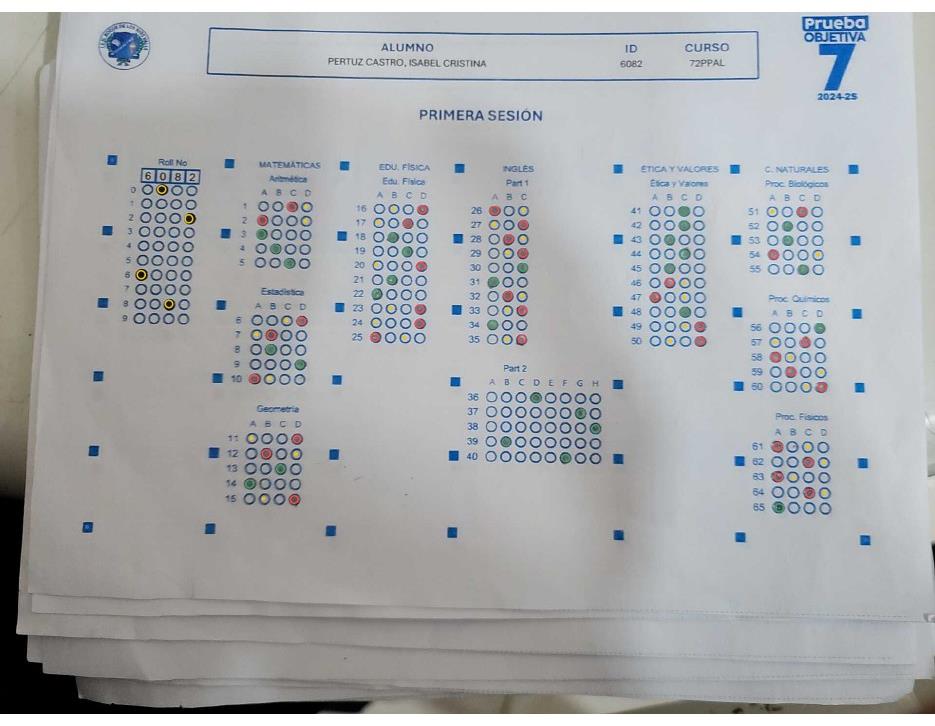 Prueba
OBJETIVA
7
2024-25
ALUMNO ID CURSO
PERTUZ CASTRO, ISABEL CRISTINA 6082 72PPAL
PRIMERA SESIÓN
Roll No
6 0 8 2
0
1
2
3
4
5
6
7
8
9
MATEMÁTICAS
Aritmética
A B C D
1
2
3
4
5
Estadística
A B C D
6
7
8
9
10
Geometría
A B C D
11
12
13
14
15
EDU. FÍSICA
Edu. Física
A B C D
16
17
18
19
20
21
22
23
24
25
INGLÉS
Part 1
A B C
26
27
28
29
30
31
32
33
34
35
Part 2
A B C D E F G H
36
37
38
39
40
ÉTICA Y VALORES
Ética y Valores
A B C D
41
42
43
44
45
46
47
48
49
50
C. NATURALES
Proc. Biológicos
A B C D
51
52
53
54
55
Proc. Químicos
A B C D
56
57
58
59
60
Proc. Físicos
A B C D
61
62
63
64
65